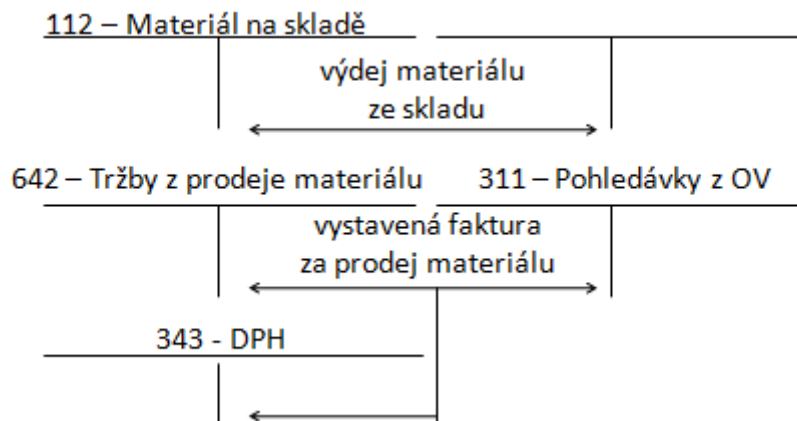 112 – Materiál na skladě
výdej materiálu
ze skladu
642 – Tržby z prodeje materiálu
311 – Pohledávky z OV
vystavená faktura
za prodej materiálu
343 - DPH